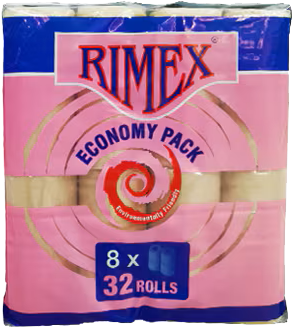 RIMEX
ECONOMY PACK
Environmentally Friendly
8 x
32 ROLLS